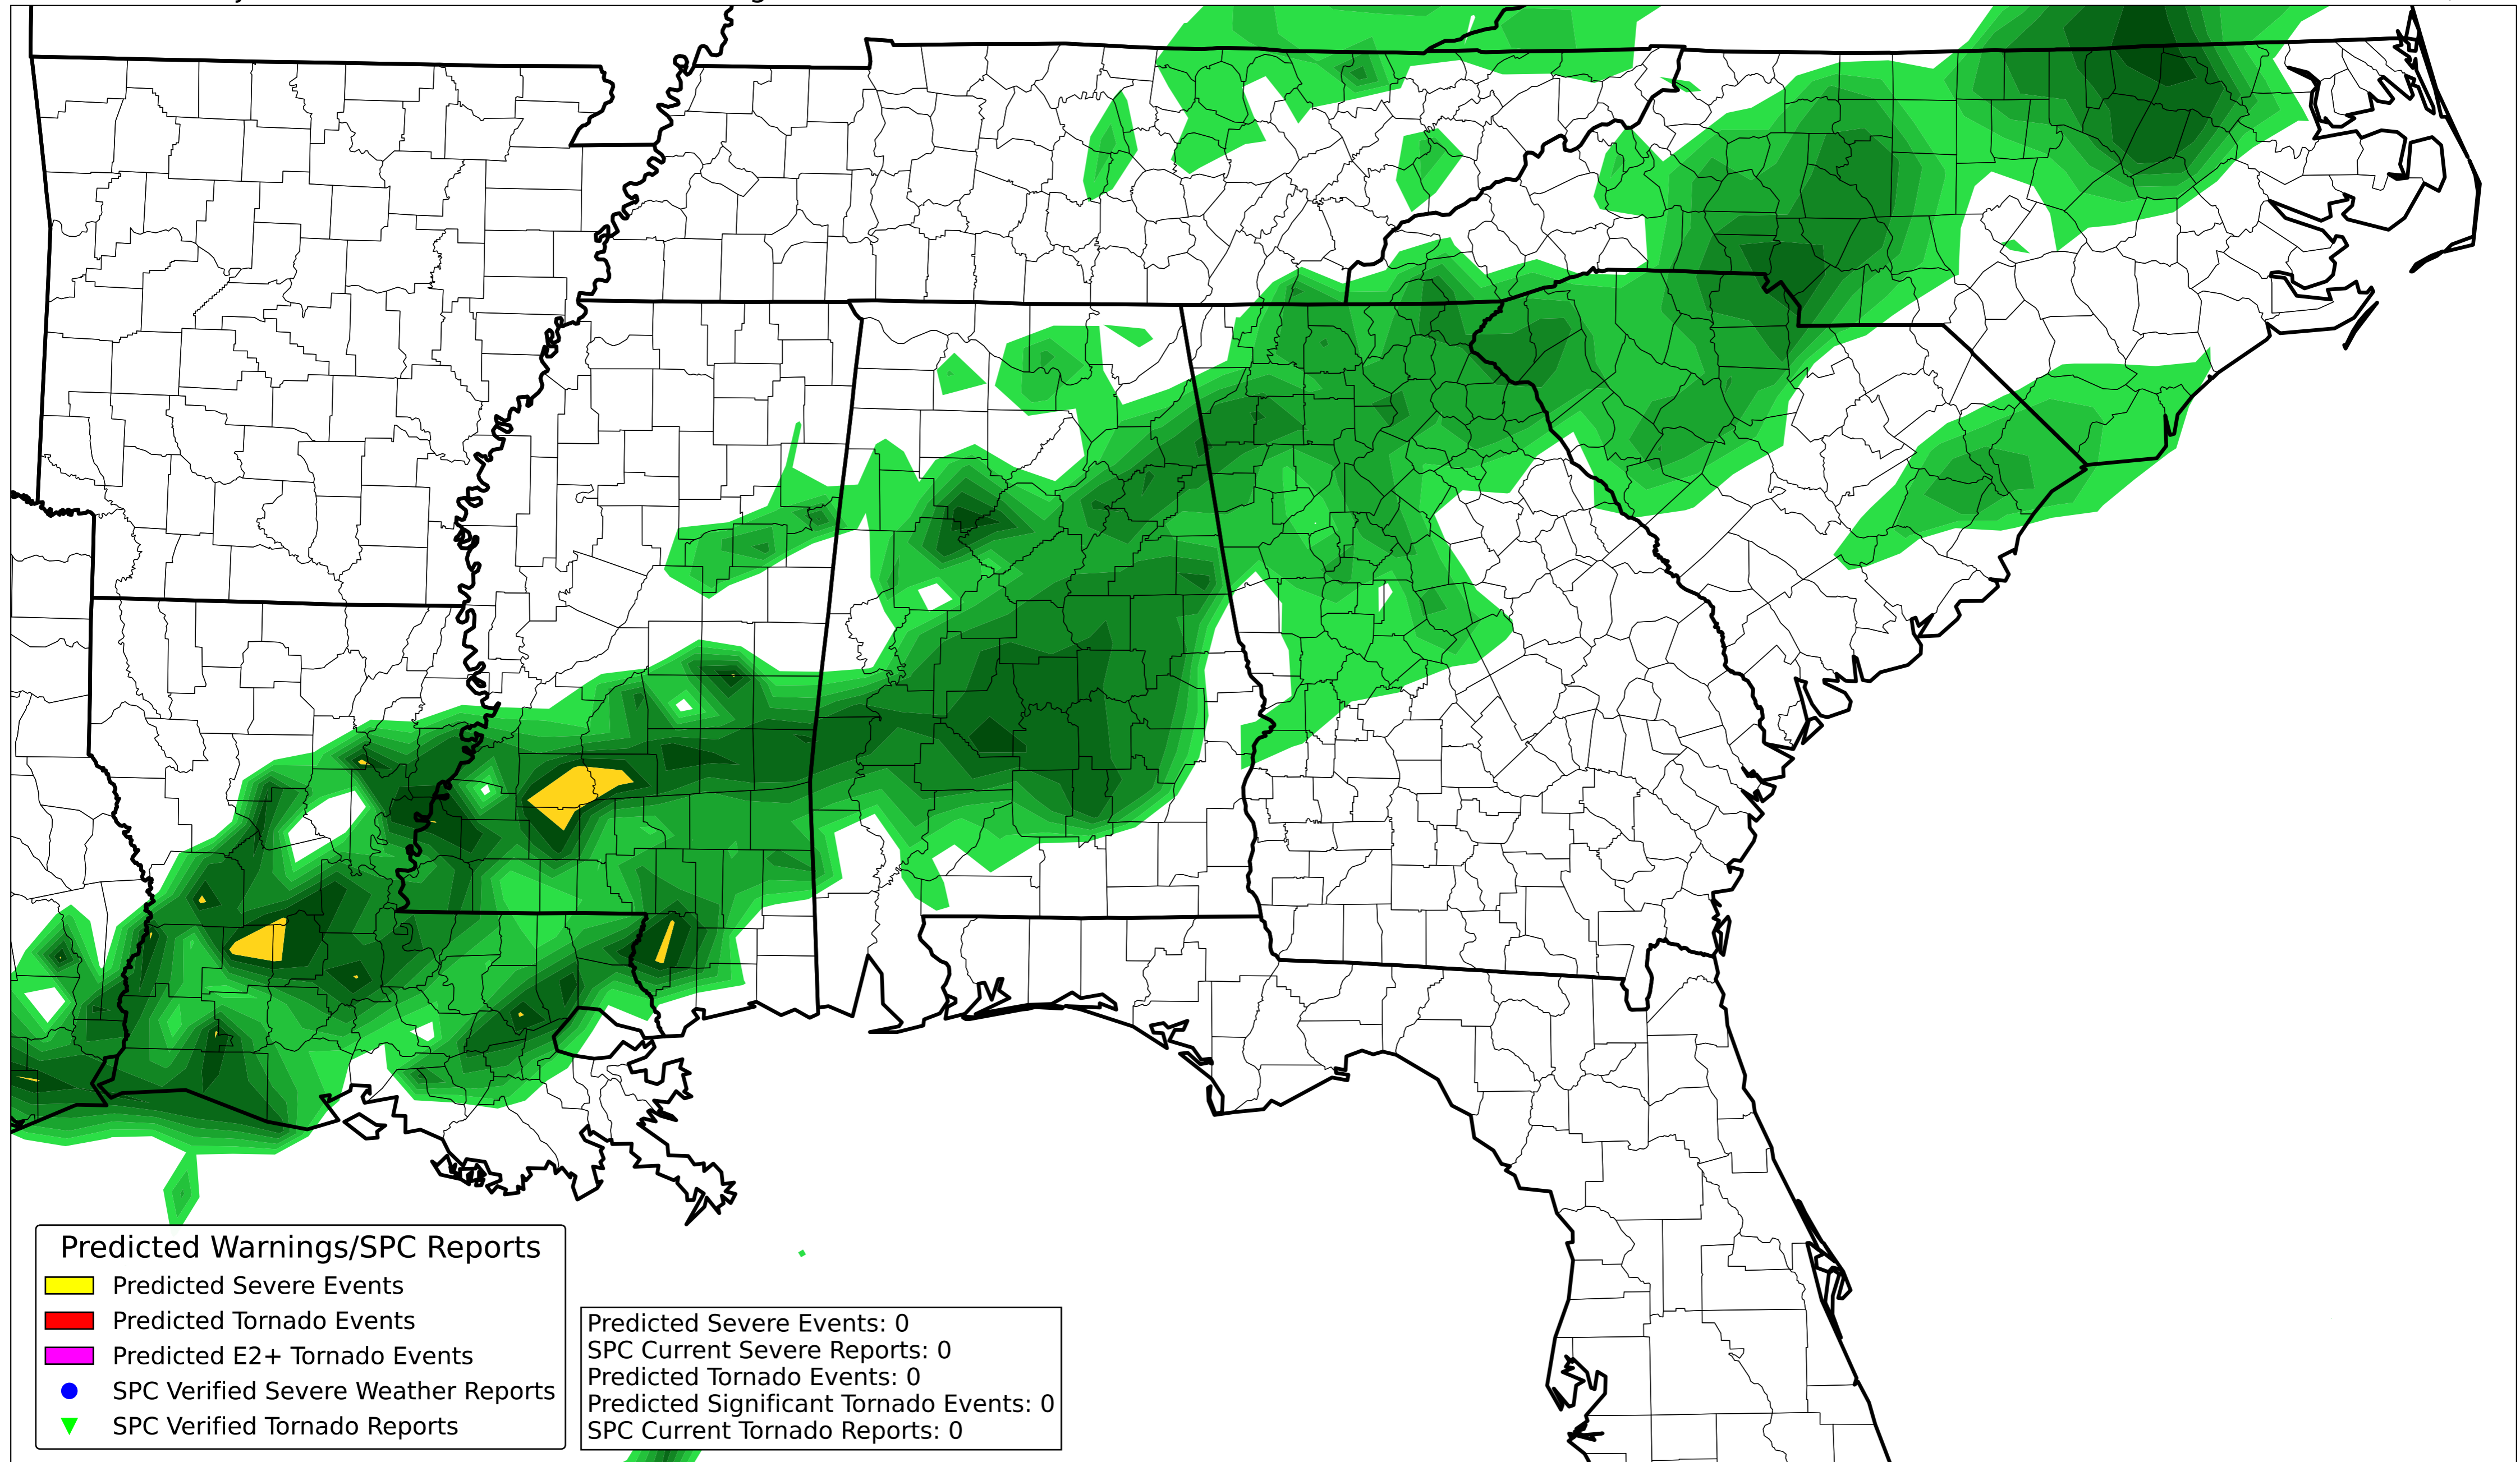 Predicted Warnings/SPC Reports
Predicted Severe Events
Predicted Tornado Events
Predicted E2+ Tornado Events
SPC Verified Severe Weather Reports
SPC Verified Tornado Reports
Predicted Severe Events: 0
SPC Current Severe Reports: 0
Predicted Tornado Events: 0
Predicted Significant Tornado Events: 0
SPC Current Tornado Reports: 0